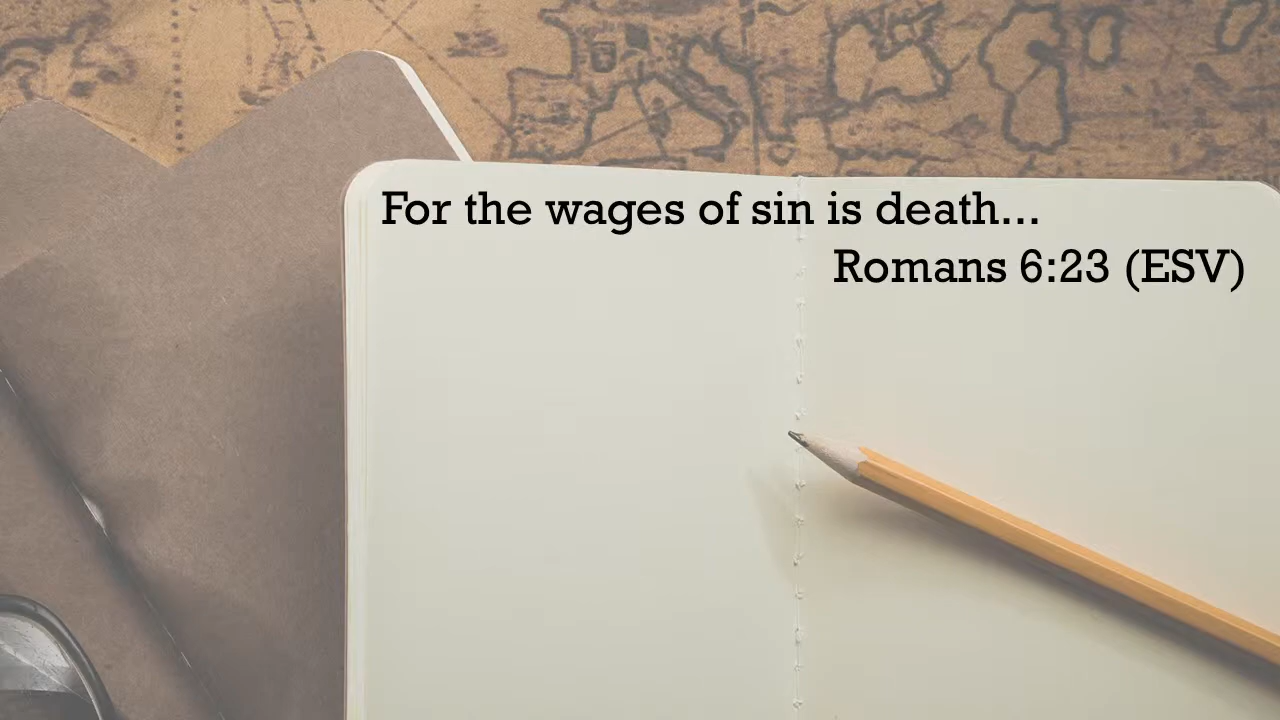 For the wages of sin is death...
Romans 6:23 (ESV)